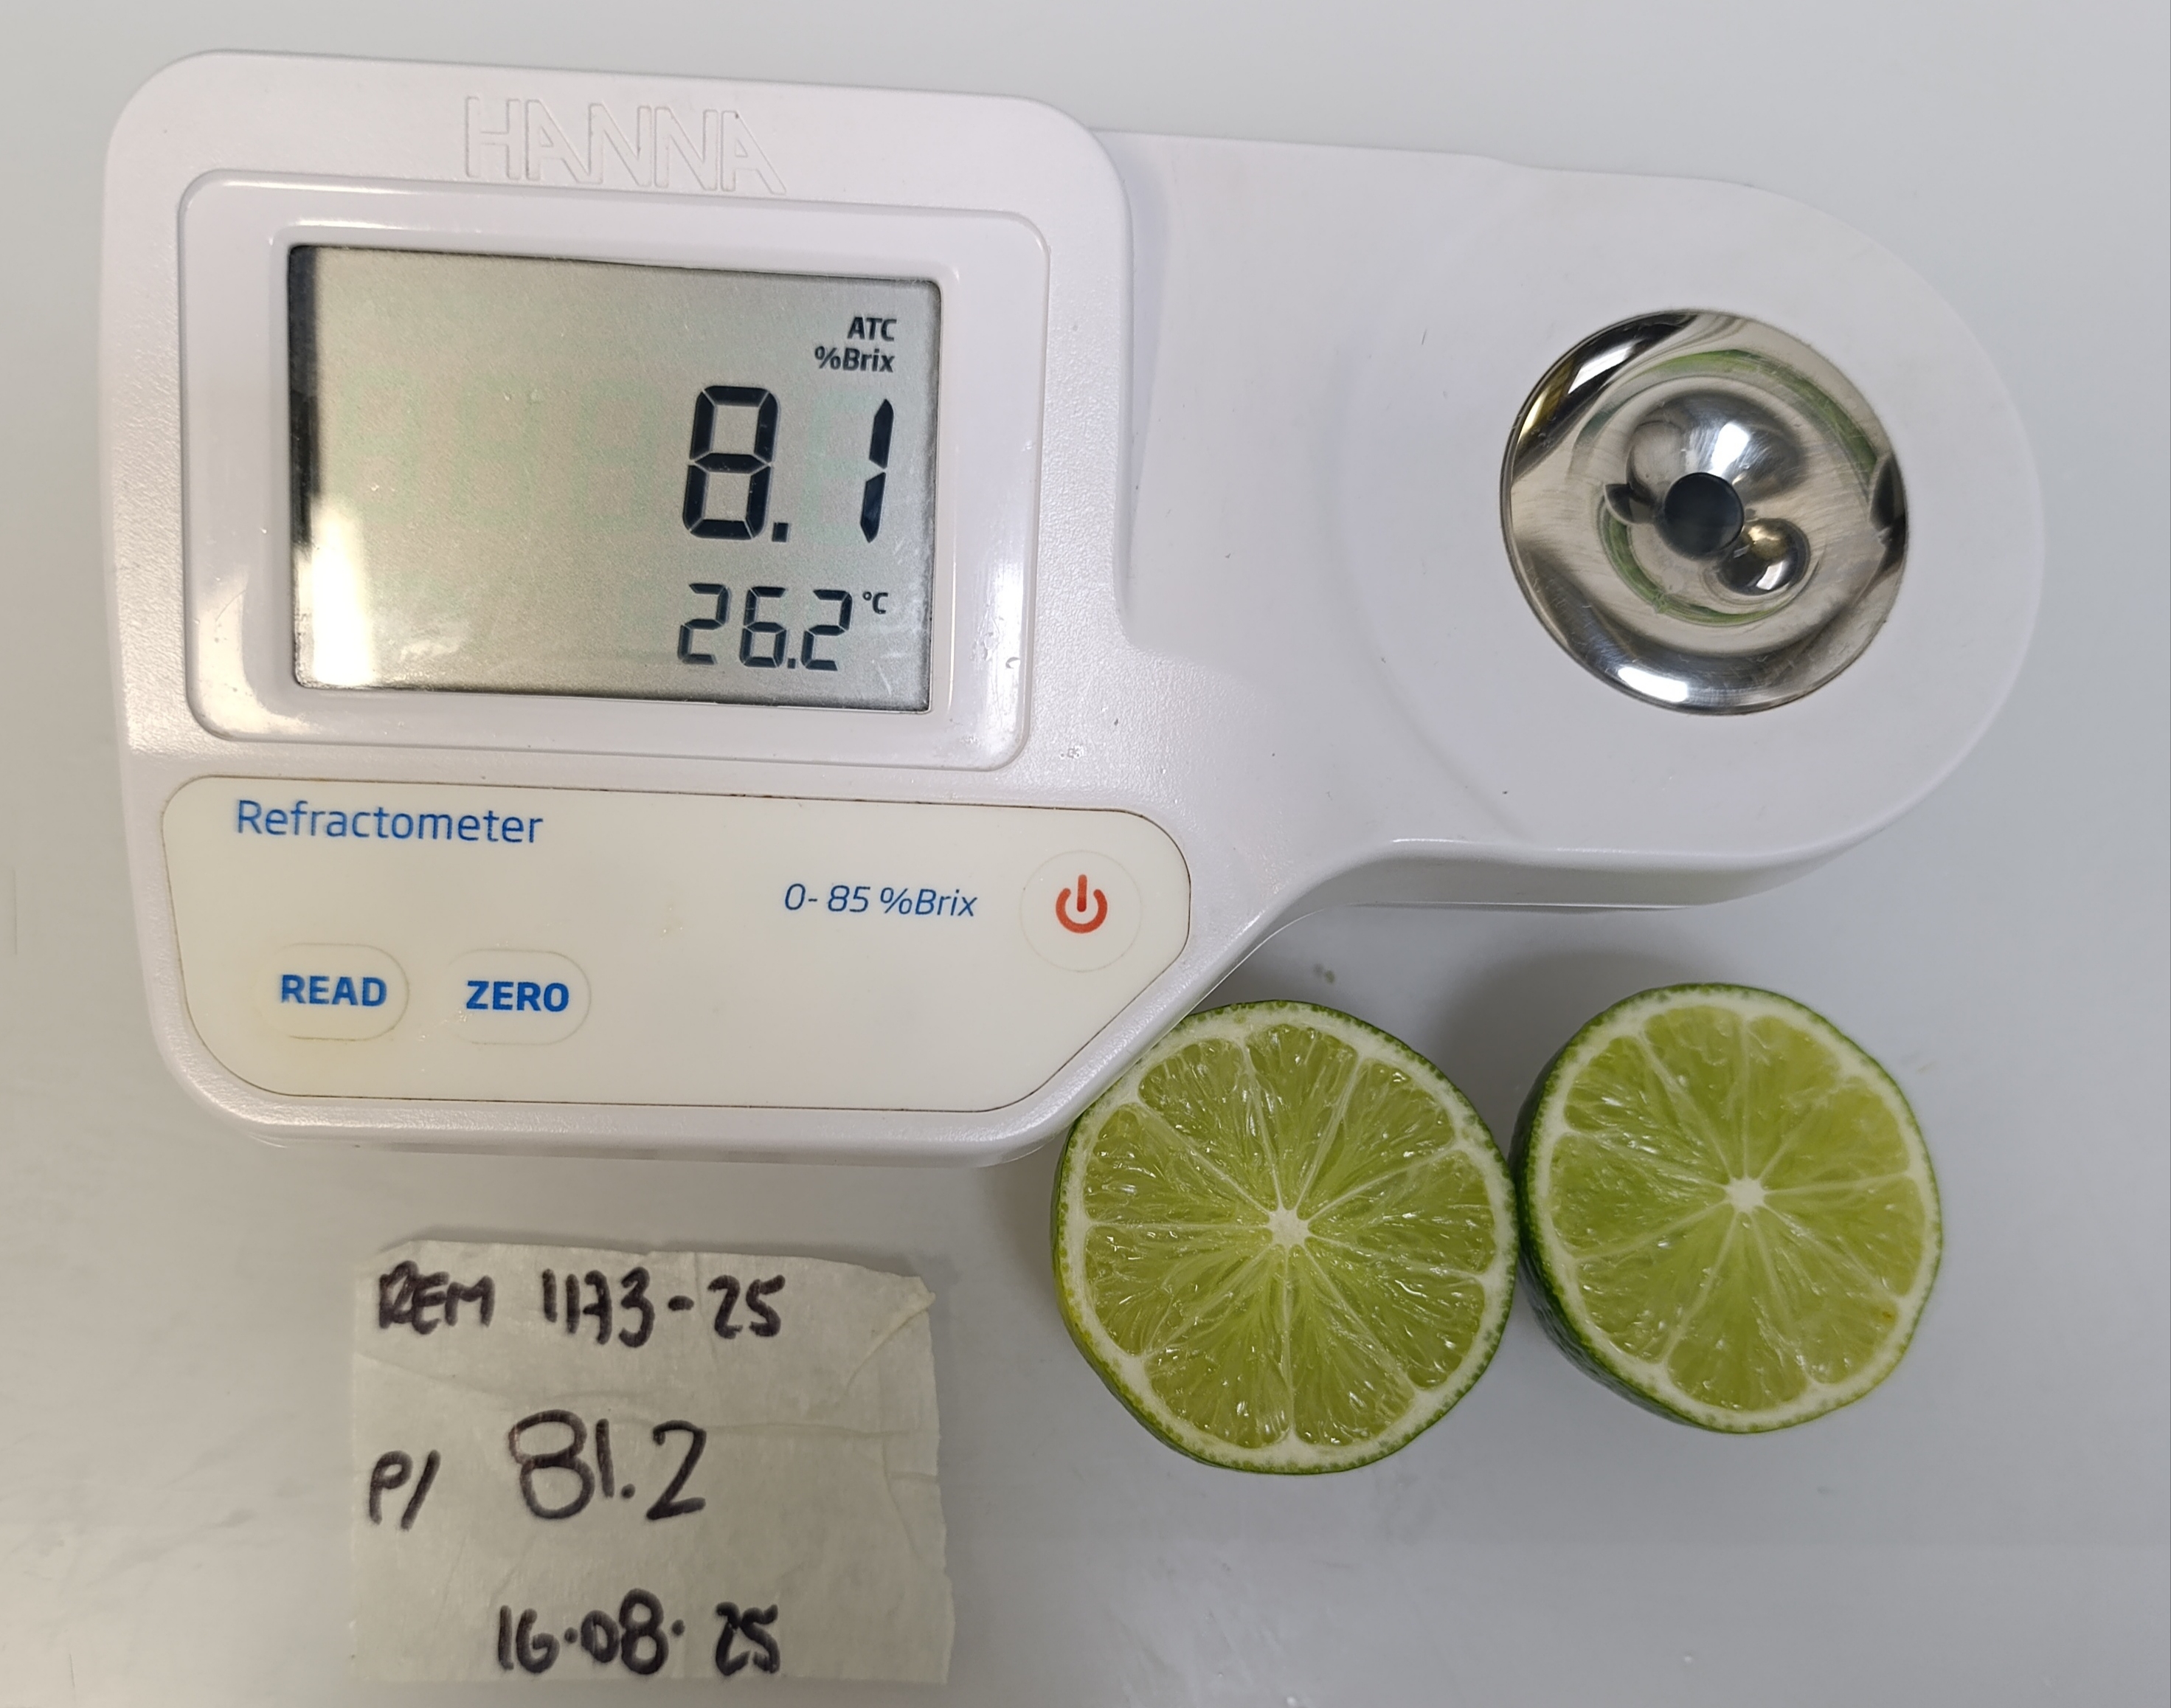 HANNA
ATC
%Brix
8.1
26.2 °C
Refractometer
0-85 %Brix
READ ZERO
REM 1173-25
P/ 81.2
16.08.25